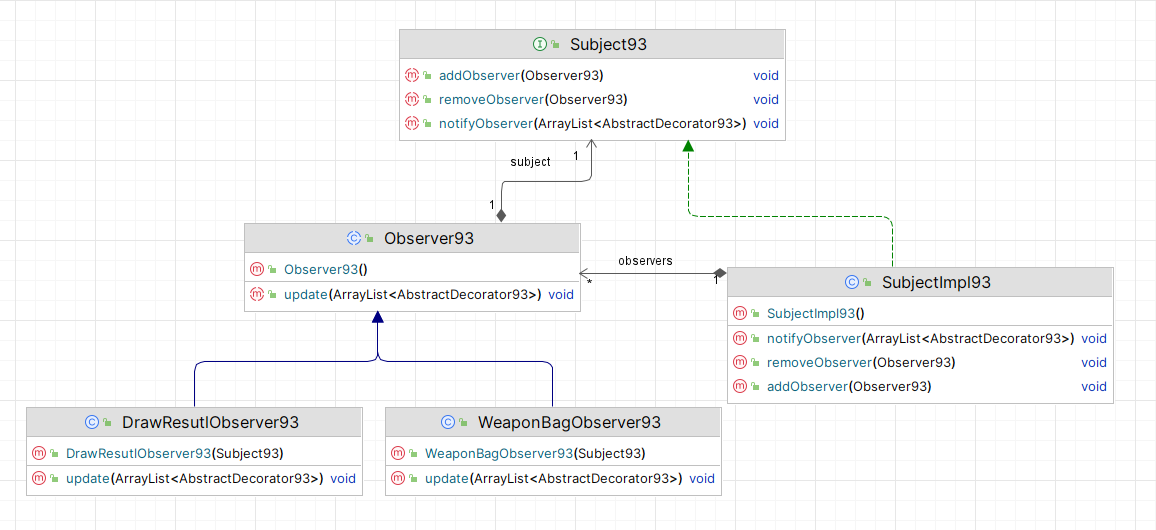 Subject93
addObserver(Observer93) void
removeObserver(Observer93) void
notifyObserver(ArrayList<AbstractDecorator93>) void
subject
1
1
Observer93
Observer93()
update(ArrayList<AbstractDecorator93>) void
observers
*
1
SubjectImpl93
SubjectImpl93()
notifyObserver(ArrayList<AbstractDecorator93>) void
removeObserver(Observer93) void
addObserver(Observer93) void
DrawResutlObserver93
DrawResutlObserver93(Subject93)
update(ArrayList<AbstractDecorator93>) void
WeaponBagObserver93
WeaponBagObserver93(Subject93)
update(ArrayList<AbstractDecorator93>) void